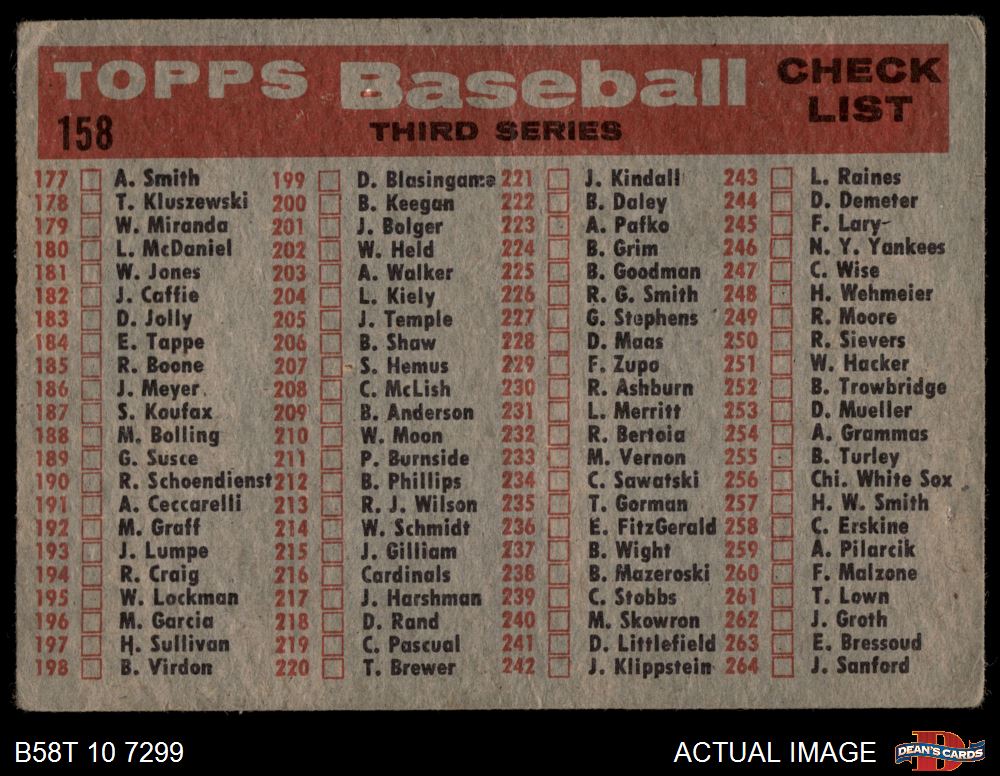 TOPPS Baseball CHECK LIST
158 THIRD SERIES
177 A. Smith
178 T. Kluszewski
179 W. Miranda
180 L. McDaniel
181 W. Jones
182 J. Caffie
183 D. Jolly
184 E. Tappe
185 R. Boone
186 J. Meyer
187 S. Koufax
188 M. Bolling
189 G. Susce
190 R. Schoendienst
191 A. Ceccarelli
192 M. Graff
193 J. Lumpe
194 R. Craig
195 W. Lockman
196 M. Garcia
197 H. Sullivan
198 B. Virdon
199 D. Blasingame
200 B. Keegan
201 J. Bolger
202 W. Held
203 A. Walker
204 L. Kiely
205 J. Temple
206 B. Shaw
207 S. Hemus
208 C. McLish
209 B. Anderson
210 W. Moon
211 P. Burnside
212 B. Phillips
213 R. J. Wilson
214 W. Schmidt
215 J. Gilliam
216 Cardinals
217 J. Harshman
218 D. Rand
219 C. Pascual
220 T. Brewer
221 J. Kindall
222 B. Daley
223 A. Pafko
224 B. Grim
225 B. Goodman
226 R. G. Smith
227 G. Stephens
228 D. Maas
229 F. Zupo
230 R. Ashburn
231 L. Merritt
232 R. Bertoia
233 M. Vernon
234 C. Sawatski
235 T. Gorman
236 E. FitzGerald
237 B. Wight
238 B. Mazeroski
239 C. Stobbs
240 M. Skowron
241 D. Littlefield
242 J. Klippstein
243 L. Raines
244 D. Demeter
245 F. Lary
246 N. Y. Yankees
247 C. Wise
248 H. Wehmeier
249 R. Moore
250 R. Sievers
251 W. Hacker
252 B. Trowbridge
253 D. Mueller
254 A. Grammas
255 B. Turley
256 Chi. White Sox
257 H. W. Smith
258 C. Erskine
259 A. Pilarcik
260 F. Malzone
261 T. Lown
262 J. Groth
263 E. Bressoud
264 J. Sanford
B58T 10 7299 ACTUAL IMAGE DEAN'S CARDS